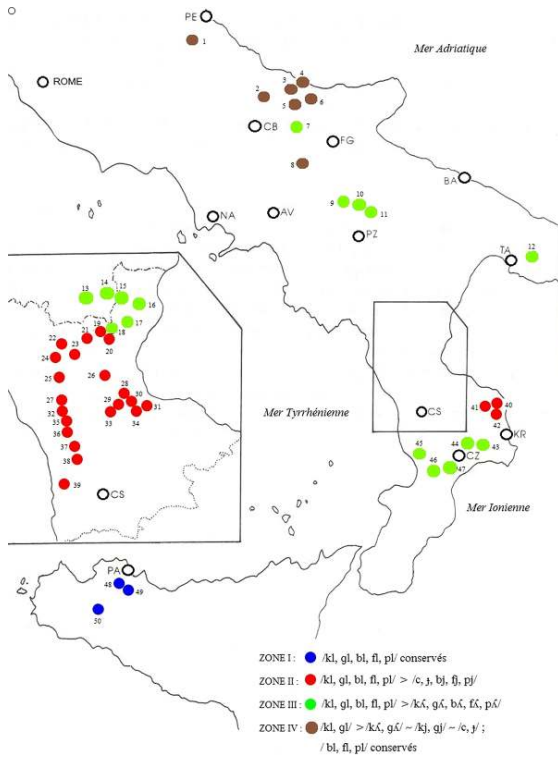 PE
1
Mer Adriatique
ROME
4
3
2
6
5
CB
7
FG
8
BA
9
10
11
NA
AV
PZ
TA
12
14
13
15
16
17
19
18
21
20
22
23
24
25
26
27
28
29
30
31
32
33
34
35
36
37
38
39
CS
Mer Tyrrhénienne
CS
41
40
42
KR
45
44
43
46
47
CZ
Mer Ionienne
PA
48
49
50
ZONE I : /kl, gl, bl, fl, pl/ conservés
ZONE II : /kl, gl, bl, fl, pl/ > /c, ɟ, bj, fj, pj/
ZONE III : /kl, gl, bl, fl, pl/ > /kʎ, gʎ, bʎ, fʎ, pʎ/
ZONE IV : /kl, gl/ > /kʎ, gʎ/ ~ /kj, gj/ ~ /c, ɟ/ ;
/ bl, fl, pl/ conservés